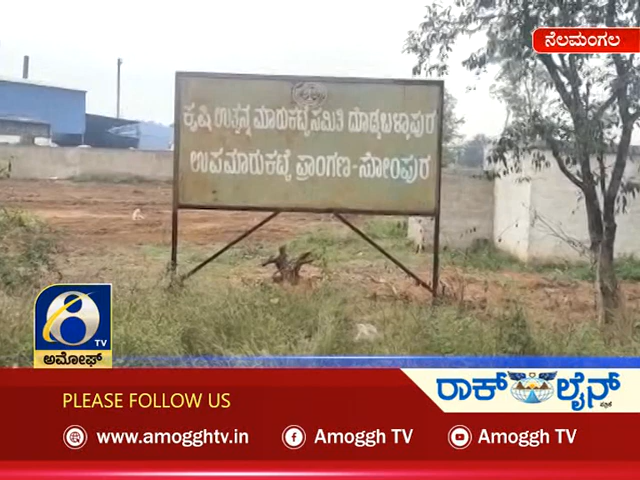 ನೆಲಮಂಗಲ
ಕೃಷಿ ಉತ್ಪನ್ನ ಮಾರುಕಟ್ಟೆ ಸಮಿತಿ ದೊಡ್ಡಬಳ್ಳಾಪುರ
ಉಪಮಾರುಕಟ್ಟೆ ಪ್ರಾಂಗಣ-ಸೋಂಪುರ
TV
ಅಮೋಘ್
ರಾಕ್ ಲೈನ್
PLEASE FOLLOW US
www.amogghtv.in
Amoggh TV
Amoggh TV